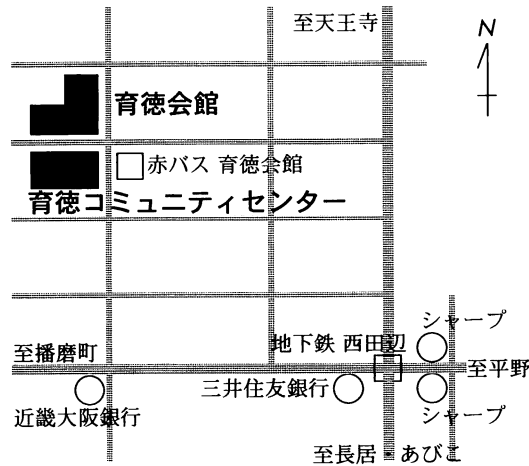 至天王寺
N
育徳会館
赤バス 育徳会館
育徳コミュニティセンター
シャープ
地下鉄 西田辺
至播磨町
至平野
三井住友銀行
近畿大阪銀行
シャープ
至長居・あびこ